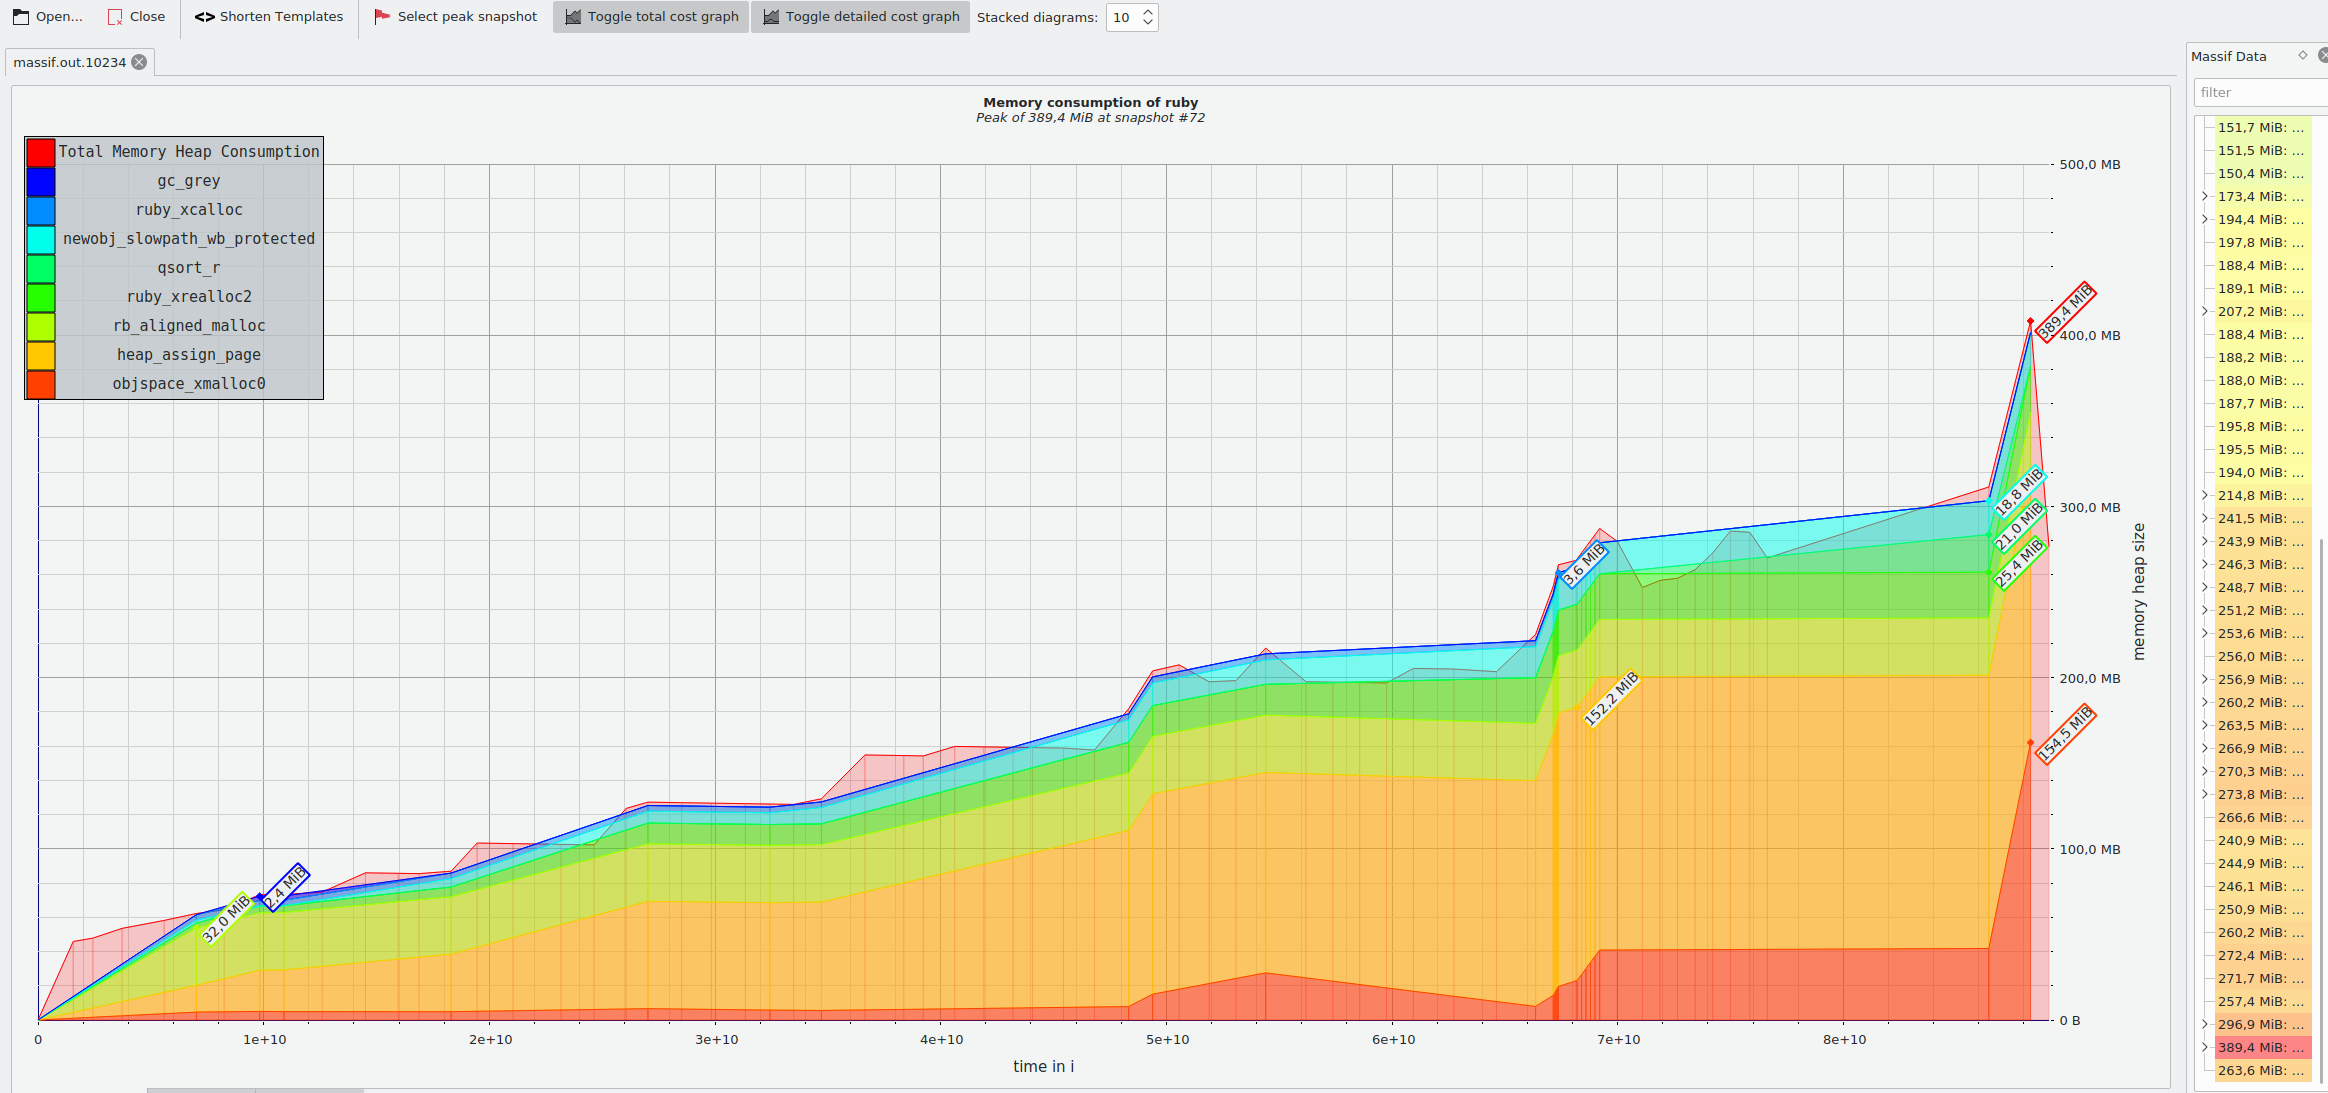 Open... Close <> Shorten Templates Select peak snapshot Toggle total cost graph Toggle detailed cost graph Stacked diagrams: 10
massif.out.10234
Memory consumption of ruby
Peak of 389,4 MiB at snapshot #72
Total Memory Heap Consumption
gc_grey
ruby_xcalloc
newobj_slowpath_wb_protected
qsort_r
ruby_xrealloc2
rb_aligned_malloc
heap_assign_page
objspace_xmalloc0
500,0 MB
400,0 MB
300,0 MB
200,0 MB
100,0 MB
0 B
memory heap size
389,4 MiB
18,8 MiB
21,0 MiB
25,4 MiB
3,6 MiB
152,2 MiB
154,5 MiB
2,4 MiB
32,0 MiB
0 1e+10 2e+10 3e+10 4e+10 5e+10 6e+10 7e+10 8e+10
time in i
Massif Data
filter
151,7 MiB: ...
151,5 MiB: ...
150,4 MiB: ...
173,4 MiB: ...
194,4 MiB: ...
197,8 MiB: ...
188,4 MiB: ...
189,1 MiB: ...
207,2 MiB: ...
188,4 MiB: ...
188,2 MiB: ...
188,0 MiB: ...
187,7 MiB: ...
195,8 MiB: ...
195,5 MiB: ...
194,0 MiB: ...
214,8 MiB: ...
241,5 MiB: ...
243,9 MiB: ...
246,3 MiB: ...
248,7 MiB: ...
251,2 MiB: ...
253,6 MiB: ...
256,0 MiB: ...
256,9 MiB: ...
260,2 MiB: ...
263,5 MiB: ...
266,9 MiB: ...
270,3 MiB: ...
273,8 MiB: ...
266,6 MiB: ...
240,9 MiB: ...
244,9 MiB: ...
246,1 MiB: ...
250,9 MiB: ...
260,2 MiB: ...
272,4 MiB: ...
271,7 MiB: ...
257,4 MiB: ...
296,9 MiB: ...
389,4 MiB: ...
263,6 MiB: ...